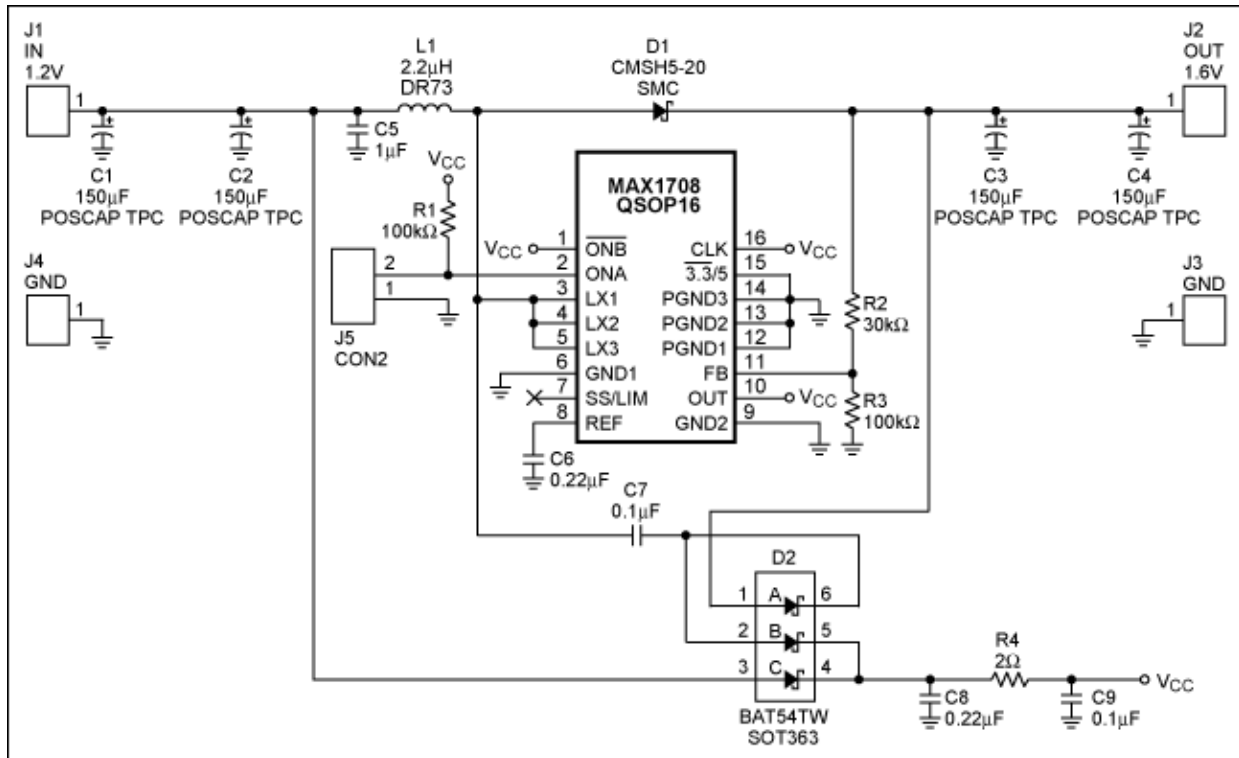 J1
IN
1.2V
1
C1
150μF
POSCAP TPC
C2
150μF
POSCAP TPC
C5
1μF
L1
2.2μH
DR73
D1
CMSH5-20
SMC
J2
OUT
1.6V
1
C3
150μF
POSCAP TPC
C4
150μF
POSCAP TPC
J4
GND
1
J3
GND
1
VCC
R1
100kΩ
J5
CON2
2
1
MAX1708
QSOP16
VCC
1 ONB
2 ONA
3 LX1
4 LX2
5 LX3
6 GND1
7 SS/LIM
8 REF
CLK 16
VCC
3.3/5 15
PGND3 14
PGND2 13
PGND1 12
FB 11
OUT 10
VCC
GND2 9
R2
30kΩ
R3
100kΩ
C6
0.22μF
C7
0.1μF
D2
1 A 6
2 B 5
3 C 4
BAT54TW
SOT363
C8
0.22μF
R4
2Ω
C9
0.1μF
VCC